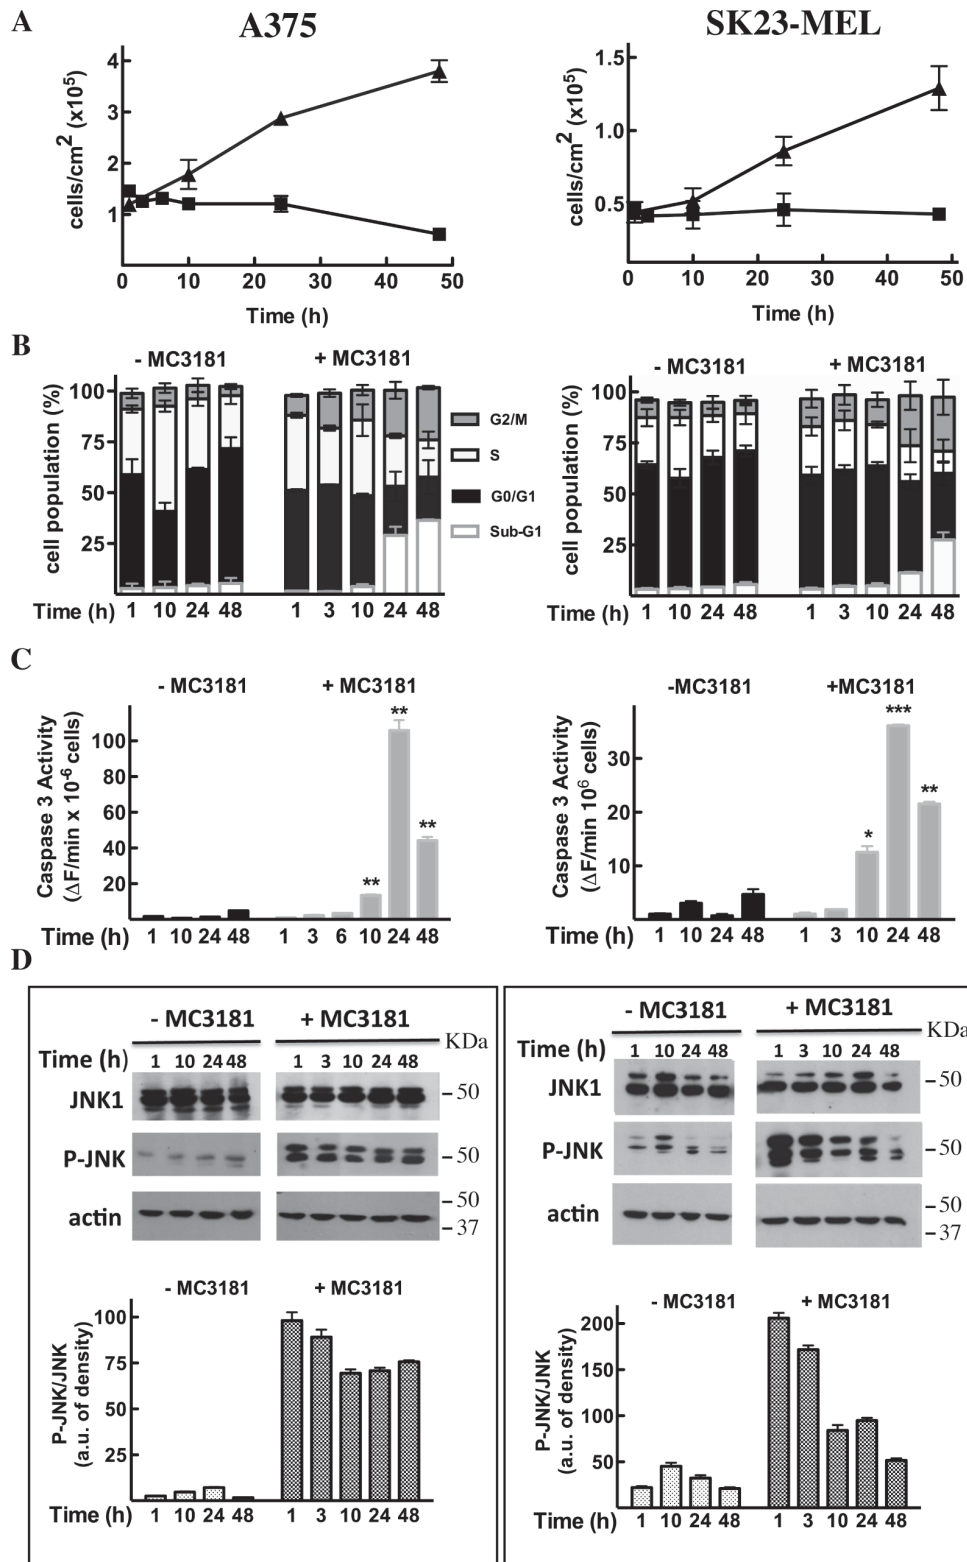 A
A375
SK23-MEL
cells/cm² (x10⁵)
4
3
2
1
0 10 20 30 40 50
Time (h)
cells/cm² (x10⁵)
1.5
1.0
0.5
0 10 20 30 40 50
Time (h)
B
- MC3181
+ MC3181
cell population (%)
100
75
50
25
Time (h) 1 10 24 48 1 3 10 24 48
G2/M
S
G0/G1
Sub-G1
- MC3181
+ MC3181
cell population (%)
100
75
50
25
Time (h) 1 10 24 48 1 3 10 24 48
C
- MC3181
+ MC3181
Caspase 3 Activity
(ΔF/min x 10⁻⁶ cells)
100
80
60
40
20
** ** **
Time (h) 1 10 24 48 1 3 6 10 24 48
-MC3181
+MC3181
Caspase 3 Activity
(ΔF/min 10⁶ cells)
30
20
10
* *** **
Time (h) 1 10 24 48 1 3 10 24 48
D
- MC3181
+ MC3181
KDa
Time (h) 1 10 24 48 1 3 10 24 48
JNK1
- 50
P-JNK
- 50
actin
- 50
- 37
- MC3181
+ MC3181
P-JNK/JNK
(a.u. of density)
100
75
50
25
Time (h) 1 10 24 48 1 3 10 24 48
- MC3181
+ MC3181
KDa
Time (h) 1 10 24 48 1 3 10 24 48
JNK1
- 50
P-JNK
- 50
actin
- 50
- 37
- MC3181
+ MC3181
P-JNK/JNK
(a.u. of density)
200
150
100
50
Time (h) 1 10 24 48 1 3 10 24 48